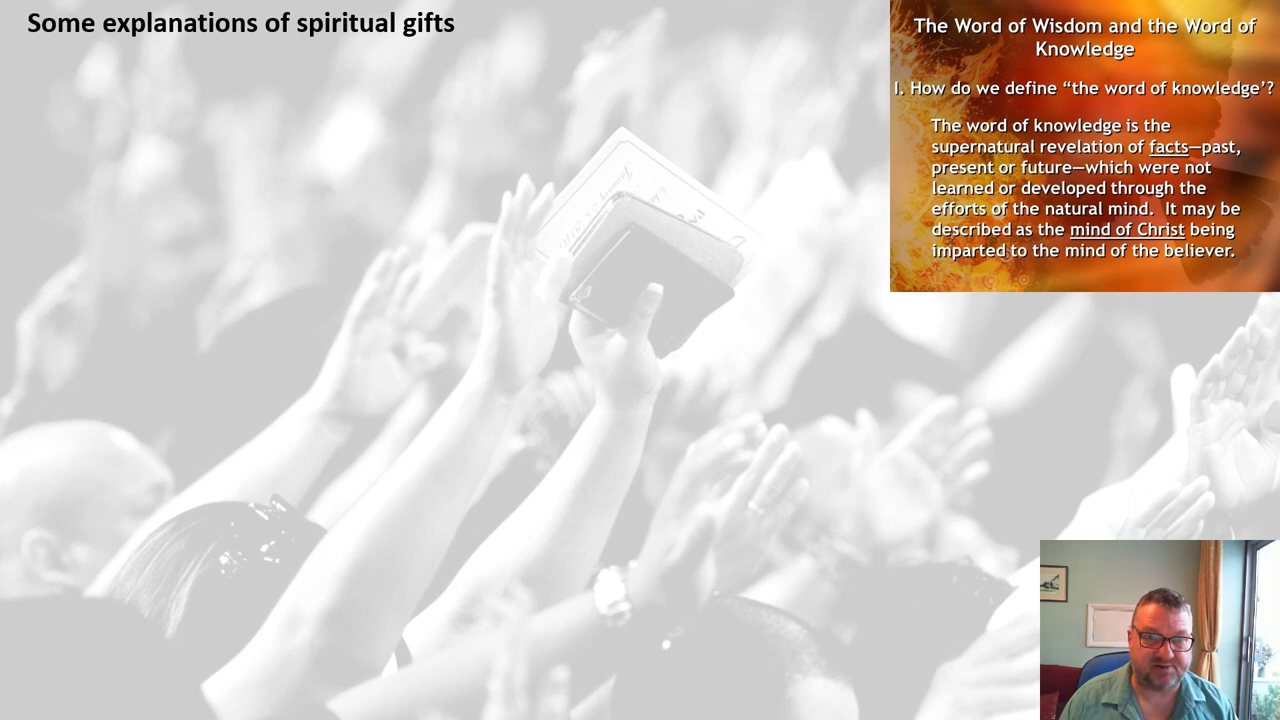 Some explanations of spiritual gifts
The Word of Wisdom and the Word of
Knowledge
I. How do we define “the word of knowledge’?
The word of knowledge is the
supernatural revelation of facts—past,
present or future—which were not
learned or developed through the
efforts of the natural mind.  It may be
described as the mind of Christ being
imparted to the mind of the believer.